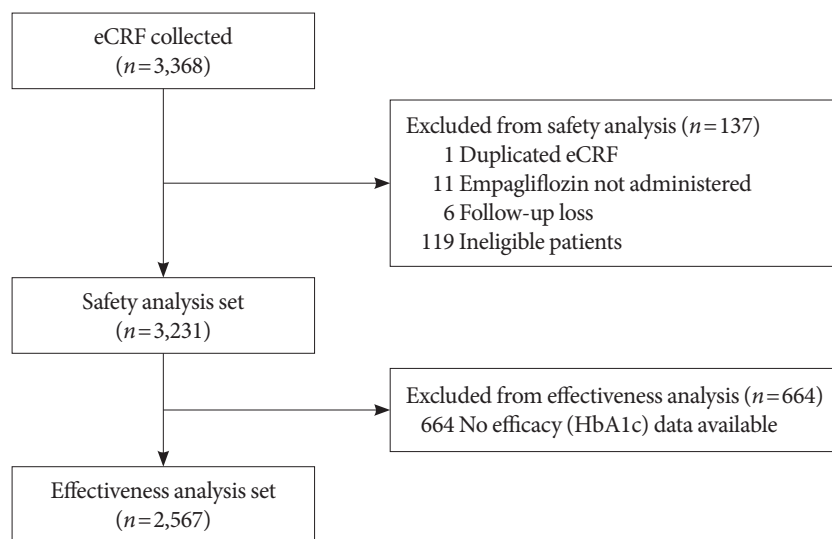 eCRF collected
(n=3,368)
Excluded from safety analysis (n=137)
1 Duplicated eCRF
11 Empagliflozin not administered
6 Follow-up loss
119 Ineligible patients
Safety analysis set
(n=3,231)
Excluded from effectiveness analysis (n=664)
664 No efficacy (HbA1c) data available
Effectiveness analysis set
(n=2,567)